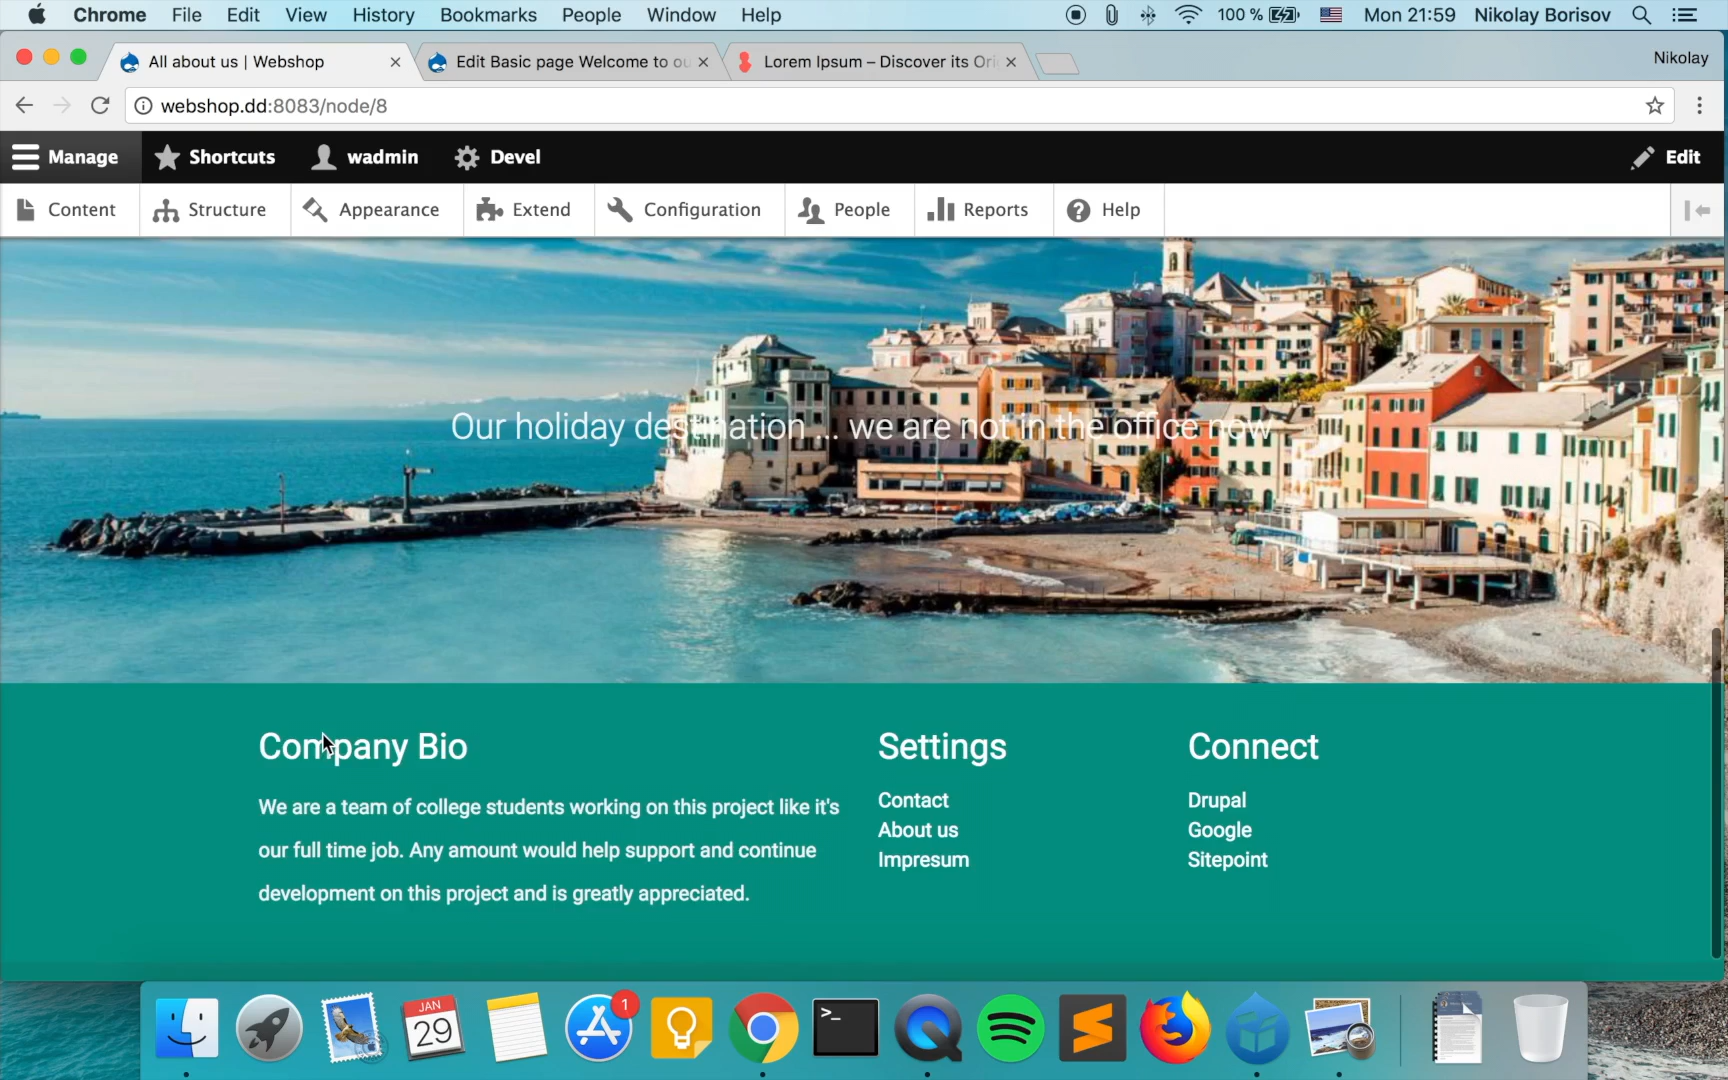 Chrome File Edit View History Bookmarks People Window Help 100 % Mon 21:59 Nikolay Borisov
All about us | Webshop Edit Basic page Welcome to ou Lorem Ipsum – Discover its Ori Nikolay
webshop.dd:8083/node/8
Manage Shortcuts wadmin Devel Edit
Content Structure Appearance Extend Configuration People Reports Help
Our holiday destination ... we are not in the office now
Company Bio Settings Connect
We are a team of college students working on this project like it's
our full time job. Any amount would help support and continue
development on this project and is greatly appreciated.
Contact
About us
Impresum
Drupal
Google
Sitepoint
JAN
29
1